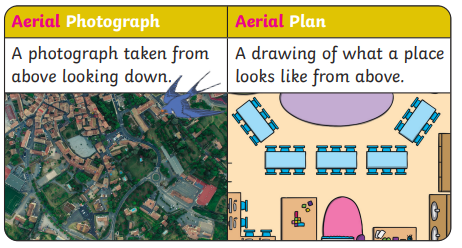 Aerial Photograph
A photograph taken from
above looking down.
Aerial Plan
A drawing of what a place
looks like from above.